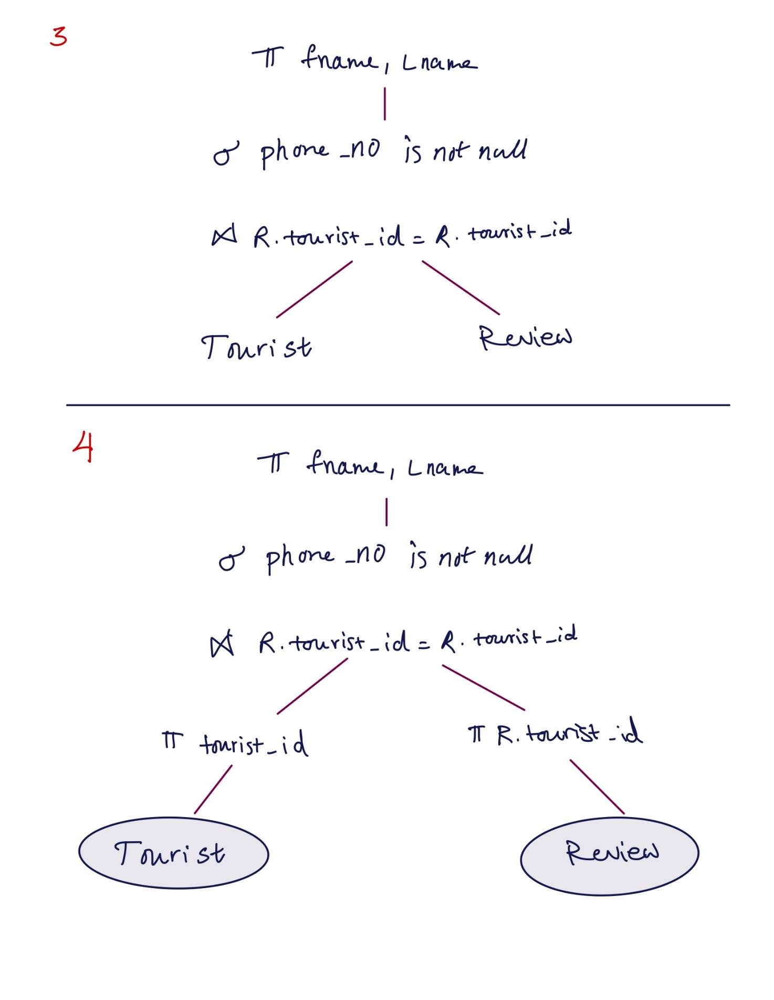 3
π fname, Lname
σ phone_no is not null
⋈ R.tourist_id = R.tourist_id
Tourist
Review
4
π fname, Lname
σ phone_no is not null
⋈ R.tourist_id = R.tourist_id
π tourist_id
π R.tourist_id
Tourist
Review